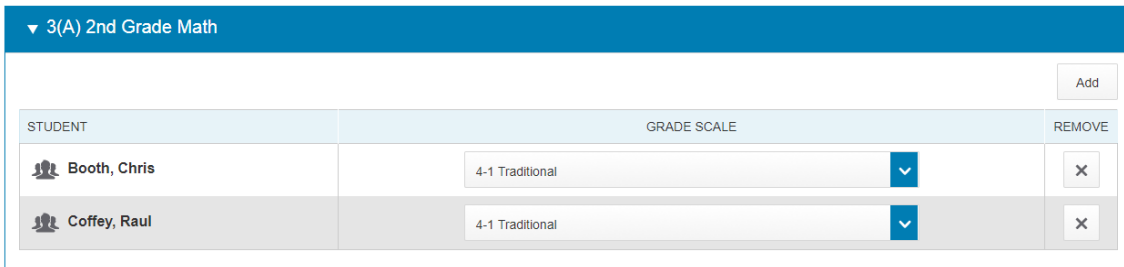 3(A) 2nd Grade Math
Add
STUDENT GRADE SCALE REMOVE
Booth, Chris 4-1 Traditional
Coffey, Raul 4-1 Traditional